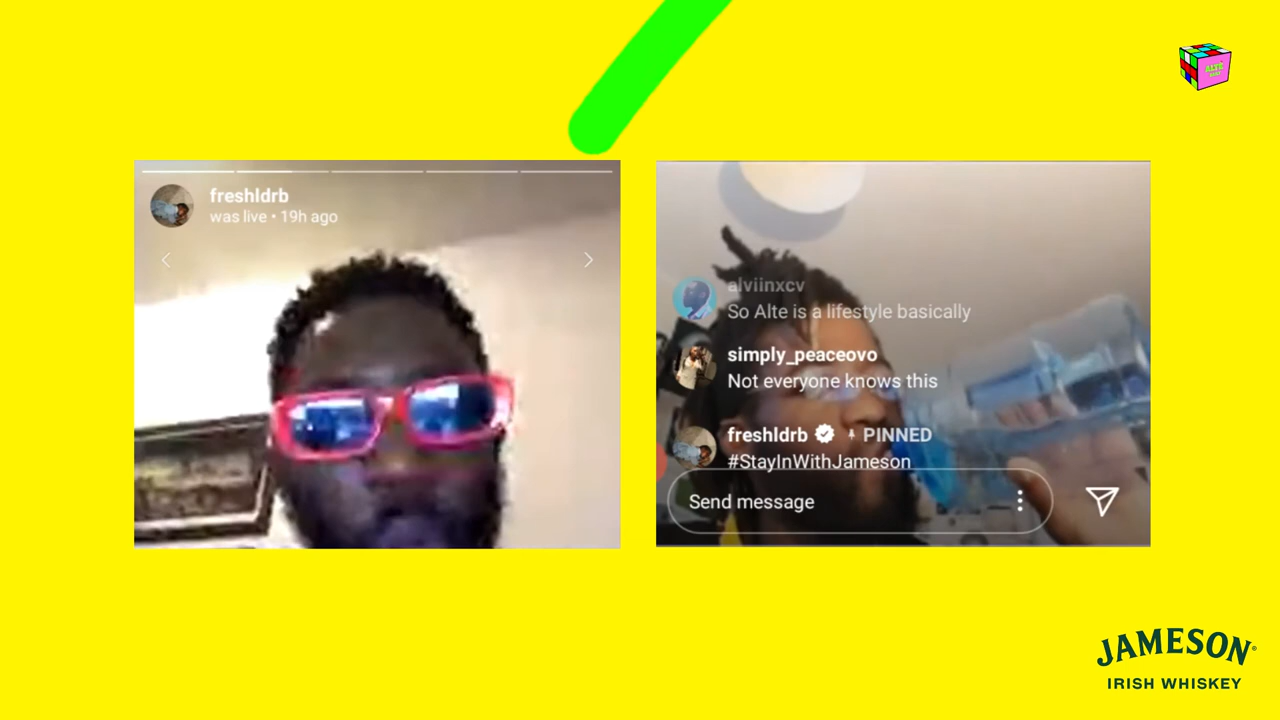 freshldrb
was live • 19h ago
alviinxcv
So Alte is a lifestyle basically
simply_peaceovo
Not everyone knows this
freshldrb PINNED
#StayInWithJameson
Send message
ALTÉ
JAMESON®
IRISH WHISKEY